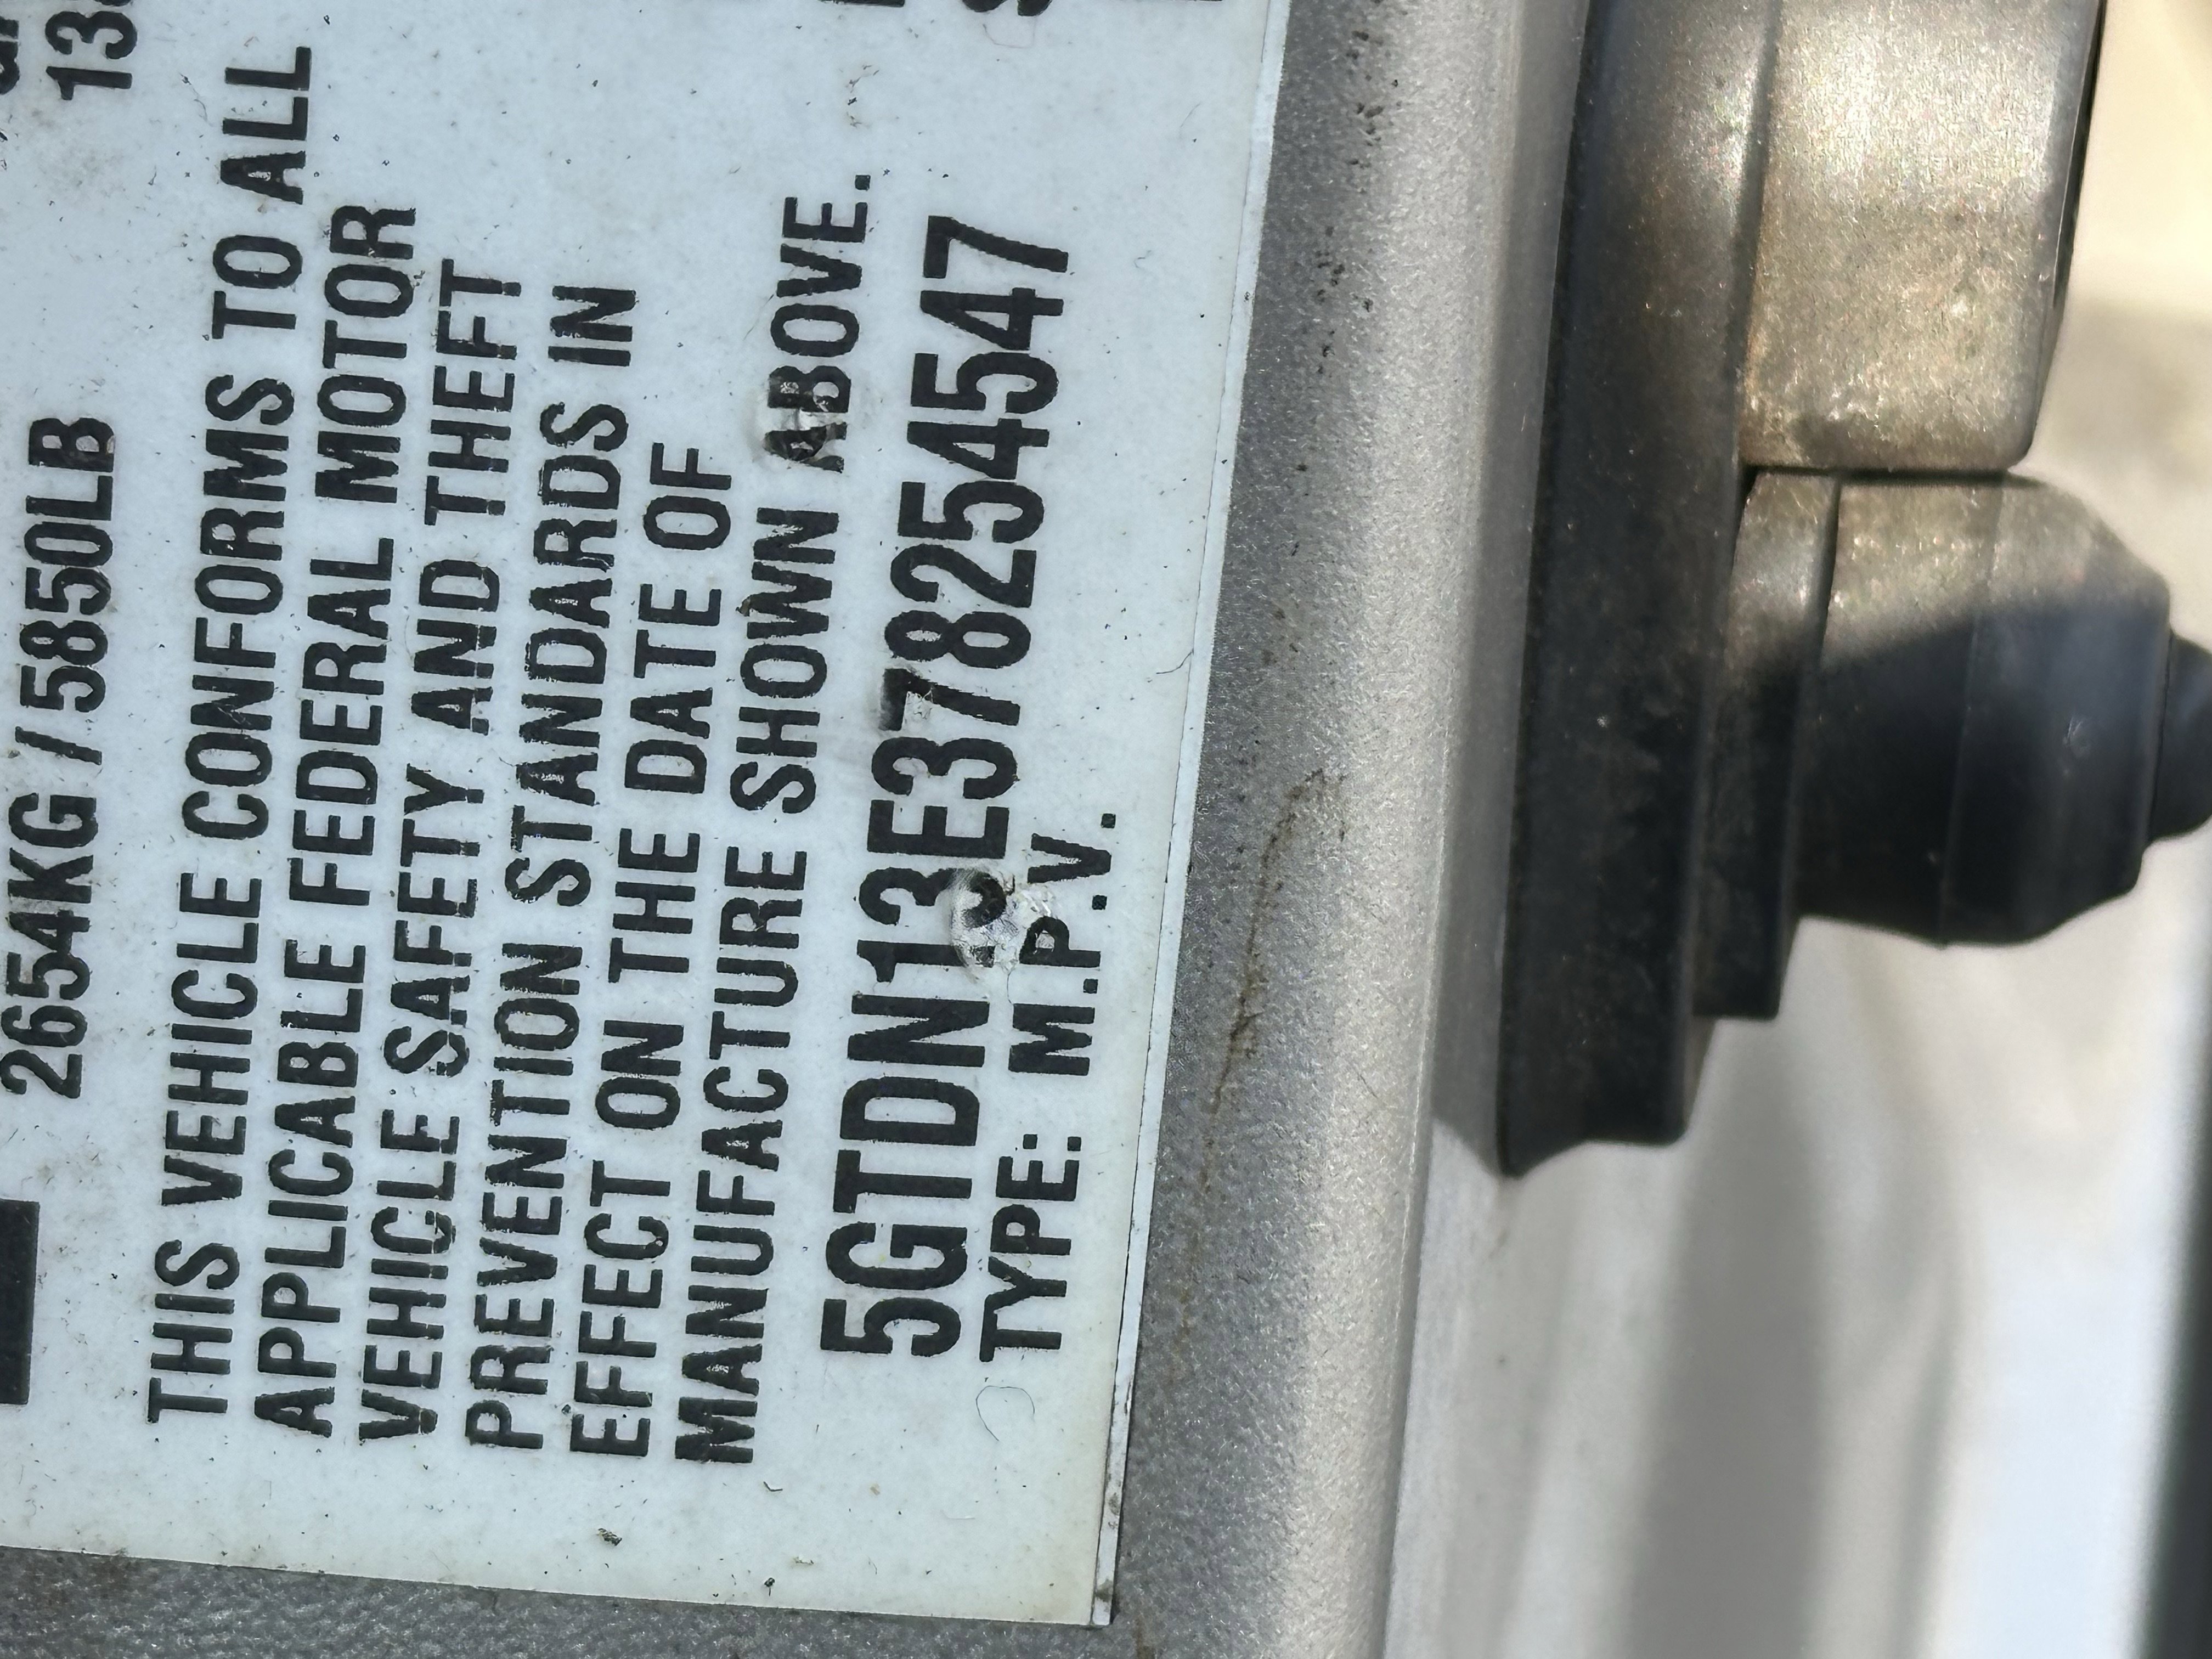 2654KG / 5850LB
THIS VEHICLE CONFORMS TO ALL
APPLICABLE FEDERAL MOTOR
VEHICLE SAFETY AND THEFT
PREVENTION STANDARDS IN
EFFECT ON THE DATE OF
MANUFACTURE SHOWN ABOVE.
5GTDN13E378254547
TYPE: M.P.V.